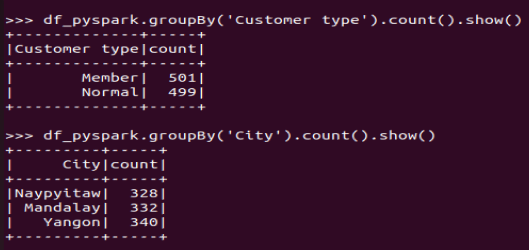 >>> df_pyspark.groupBy('Customer type').count().show()
+-------------+-----+
|Customer type|count|
+-------------+-----+
|       Member|  501|
|       Normal|  499|
+-------------+-----+
>>> df_pyspark.groupBy('City').count().show()
+---------+-----+
|     City|count|
+---------+-----+
|Naypyitaw|  328|
| Mandalay|  332|
|   Yangon|  340|
+---------+-----+